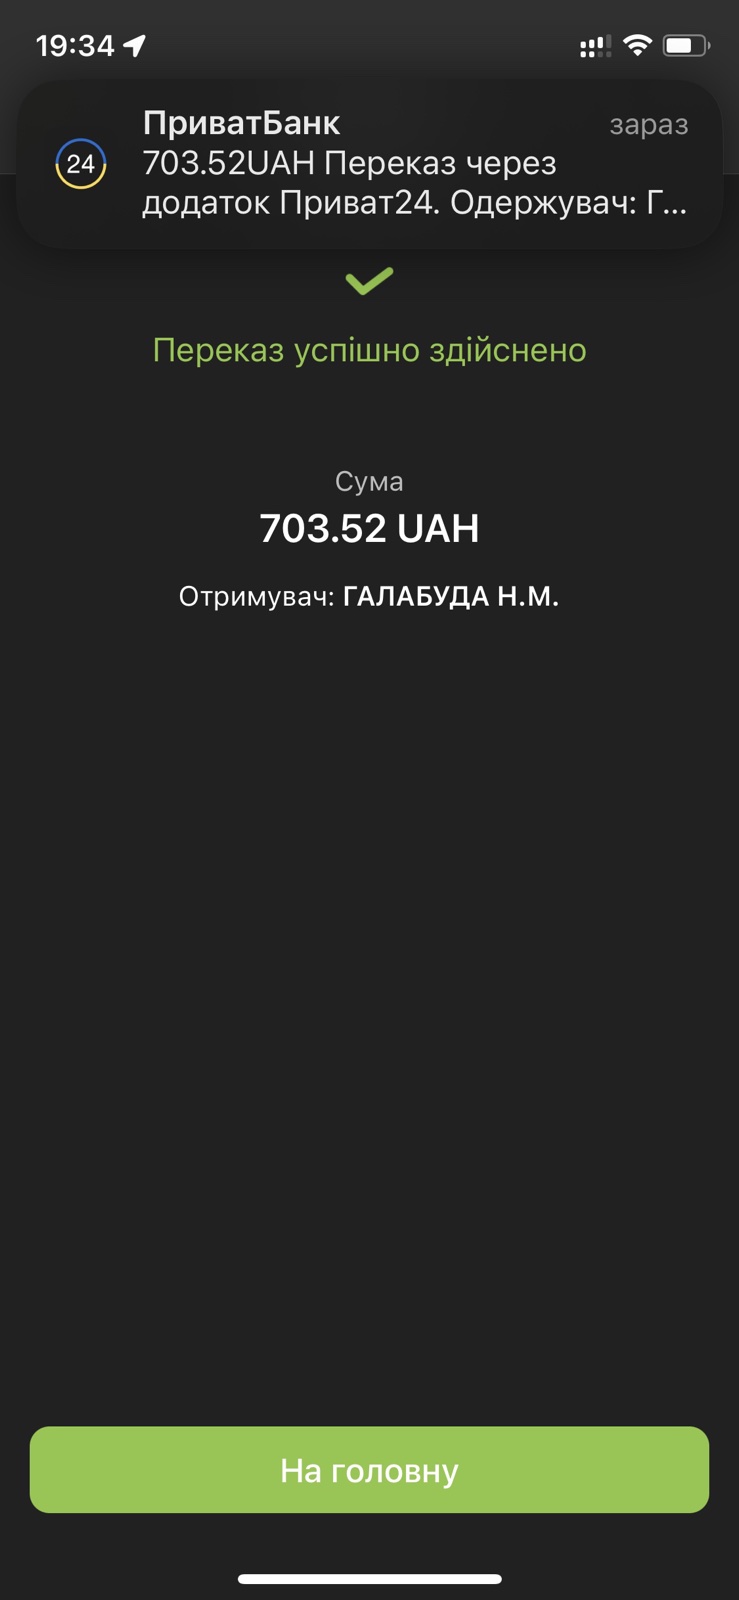 19:34
ПриватБанк
зараз
24
703.52UAH Переказ через
додаток Приват24. Одержувач: Г...
Переказ успішно здійснено
Сума
703.52 UAH
Отримувач: ГАЛАБУДА Н.М.
На головну